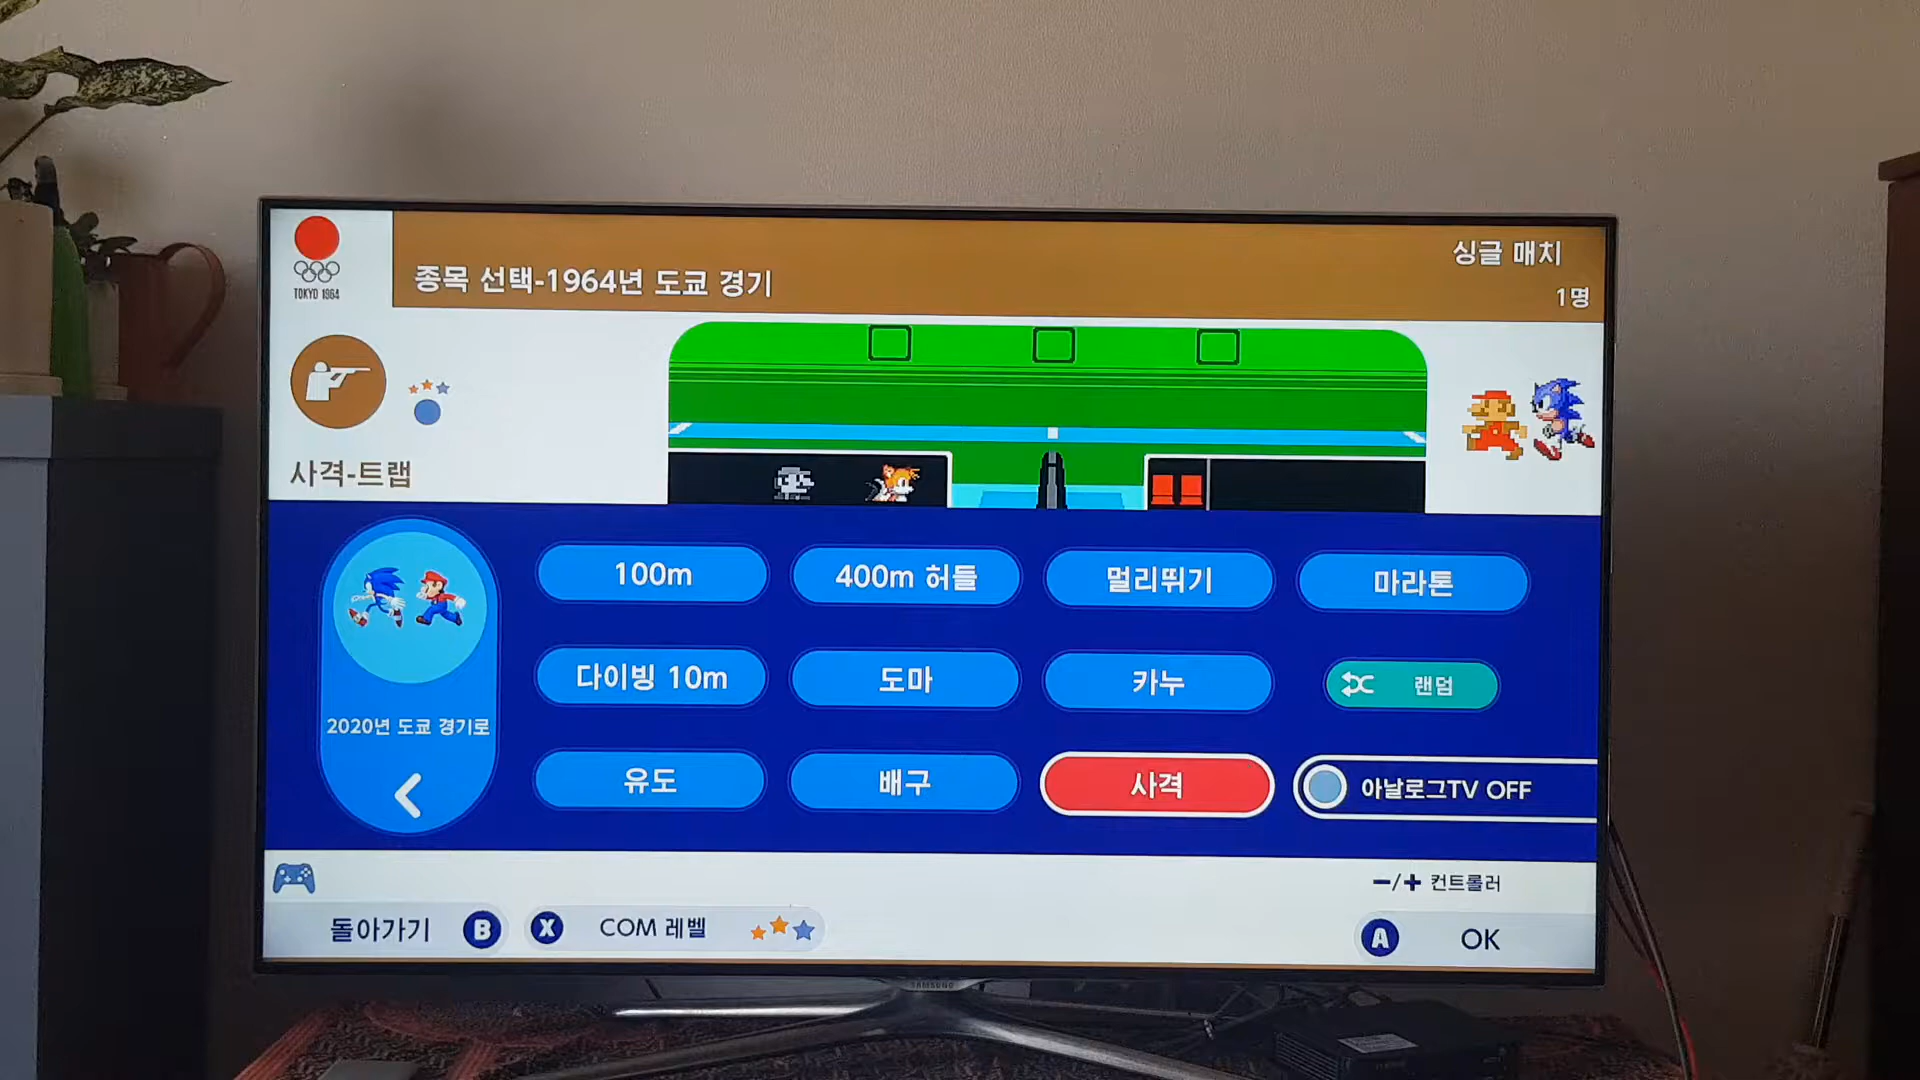 TOKYO 1964
종목 선택-1964년 도쿄 경기
싱글 매치
1명
사격-트랩
100m
400m 허들
멀리뛰기
마라톤
다이빙 10m
도마
카누
랜덤
2020년 도쿄 경기로
유도
배구
사격
아날로그TV OFF
−/+ 컨트롤러
돌아가기 B
X COM 레벨
A OK
SAMSUNG